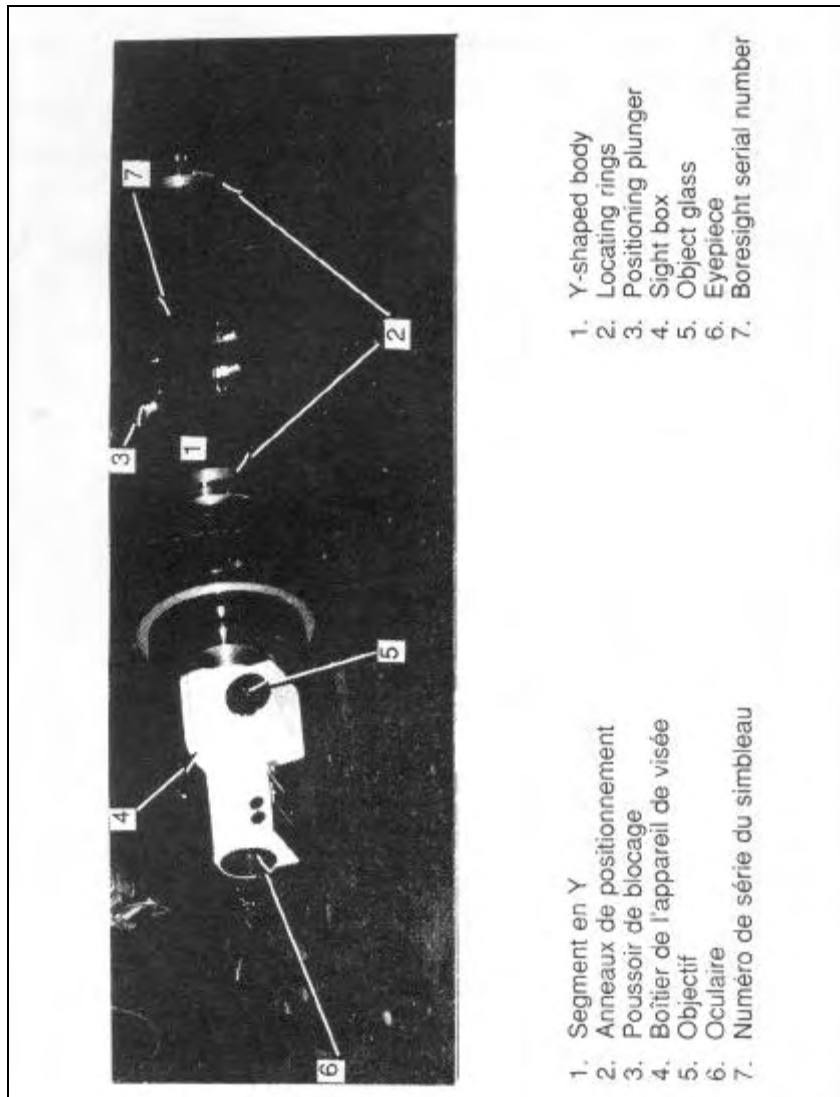 7
3
1
2
4
5
6
1. Y-shaped body
2. Locating rings
3. Positioning plunger
4. Sight box
5. Object glass
6. Eyepiece
7. Boresight serial number
1. Segment en Y
2. Anneaux de positionnement
3. Poussoir de blocage
4. Boîtier de l'appareil de visée
5. Objectif
6. Oculaire
7. Numéro de série du simbleau